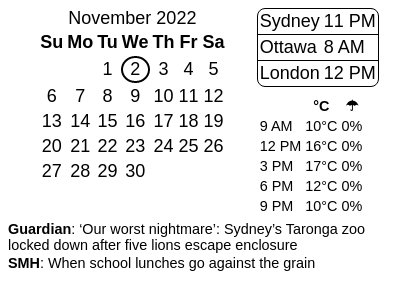 November 2022
Su Mo Tu We Th Fr Sa
1 2 3 4 5
6 7 8 9 10 11 12
13 14 15 16 17 18 19
20 21 22 23 24 25 26
27 28 29 30
Sydney 11 PM
Ottawa 8 AM
London 12 PM
°C ☂
9 AM 10°C 0%
12 PM 16°C 0%
3 PM 17°C 0%
6 PM 12°C 0%
9 PM 10°C 0%
Guardian: ‘Our worst nightmare’: Sydney’s Taronga zoo
locked down after five lions escape enclosure
SMH: When school lunches go against the grain